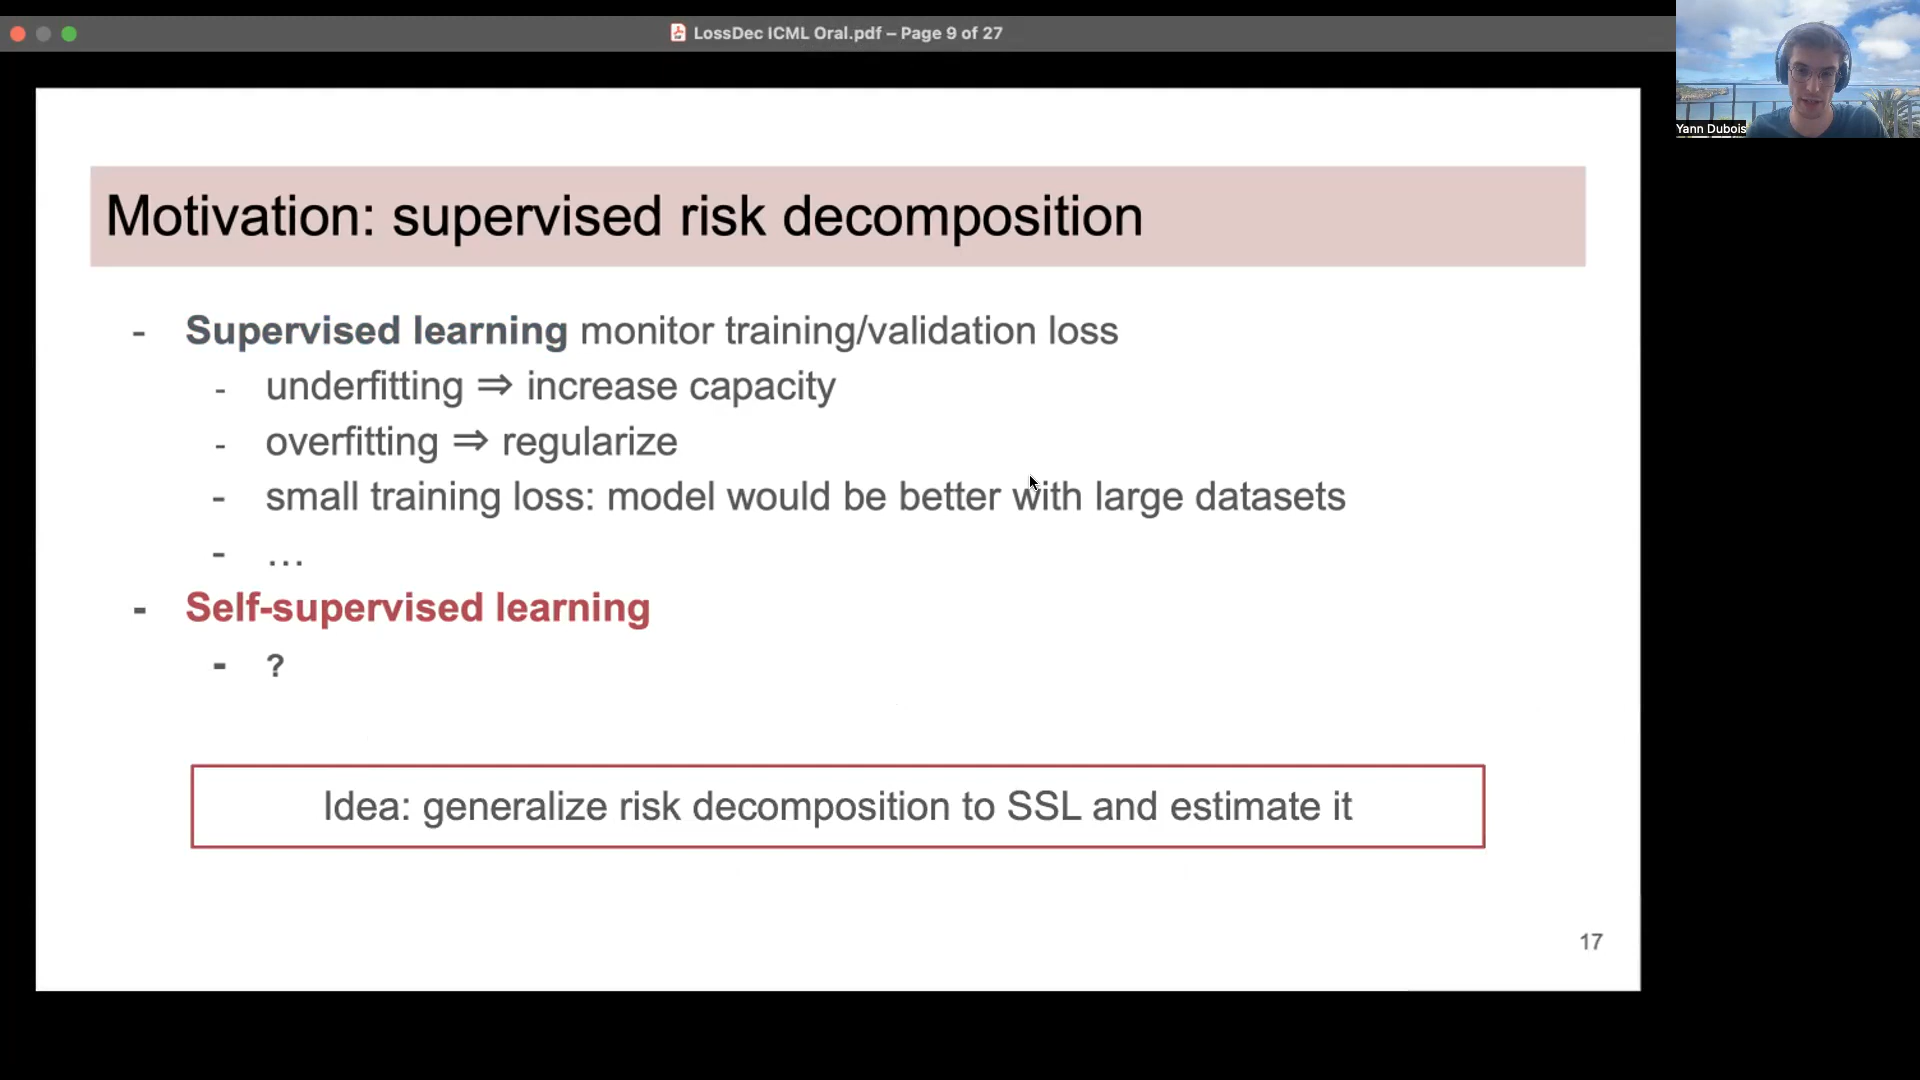 LossDec ICML Oral.pdf – Page 9 of 27
Yann Dubois
Motivation: supervised risk decomposition
- Supervised learning monitor training/validation loss
- underfitting ⇒ increase capacity
- overfitting ⇒ regularize
- small training loss: model would be better with large datasets
- …
- Self-supervised learning
- ?
Idea: generalize risk decomposition to SSL and estimate it
17